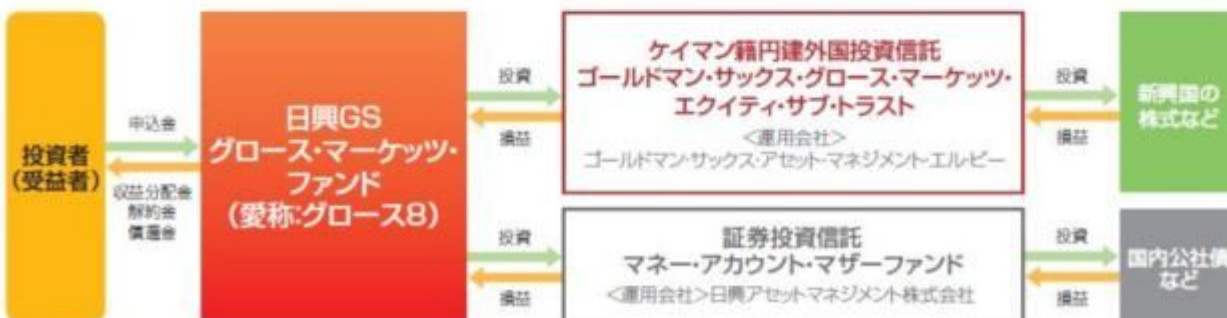 投資者
(受益者)
申込金
収益分配金
解約金
償還金
日興GS
グロース・マーケッツ・
ファンド
(愛称:グロース8)
投資
損益
ケイマン籍円建外国投資信託
ゴールドマン・サックス・グロース・マーケッツ・
エクイティ・サブ・トラスト
<運用会社>
ゴールドマン・サックス・アセット・マネジメント・エル・ピー
投資
損益
新興国の
株式など
投資
損益
証券投資信託
マネー・アカウント・マザーファンド
<運用会社>日興アセットマネジメント株式会社
投資
損益
国内公社債
など